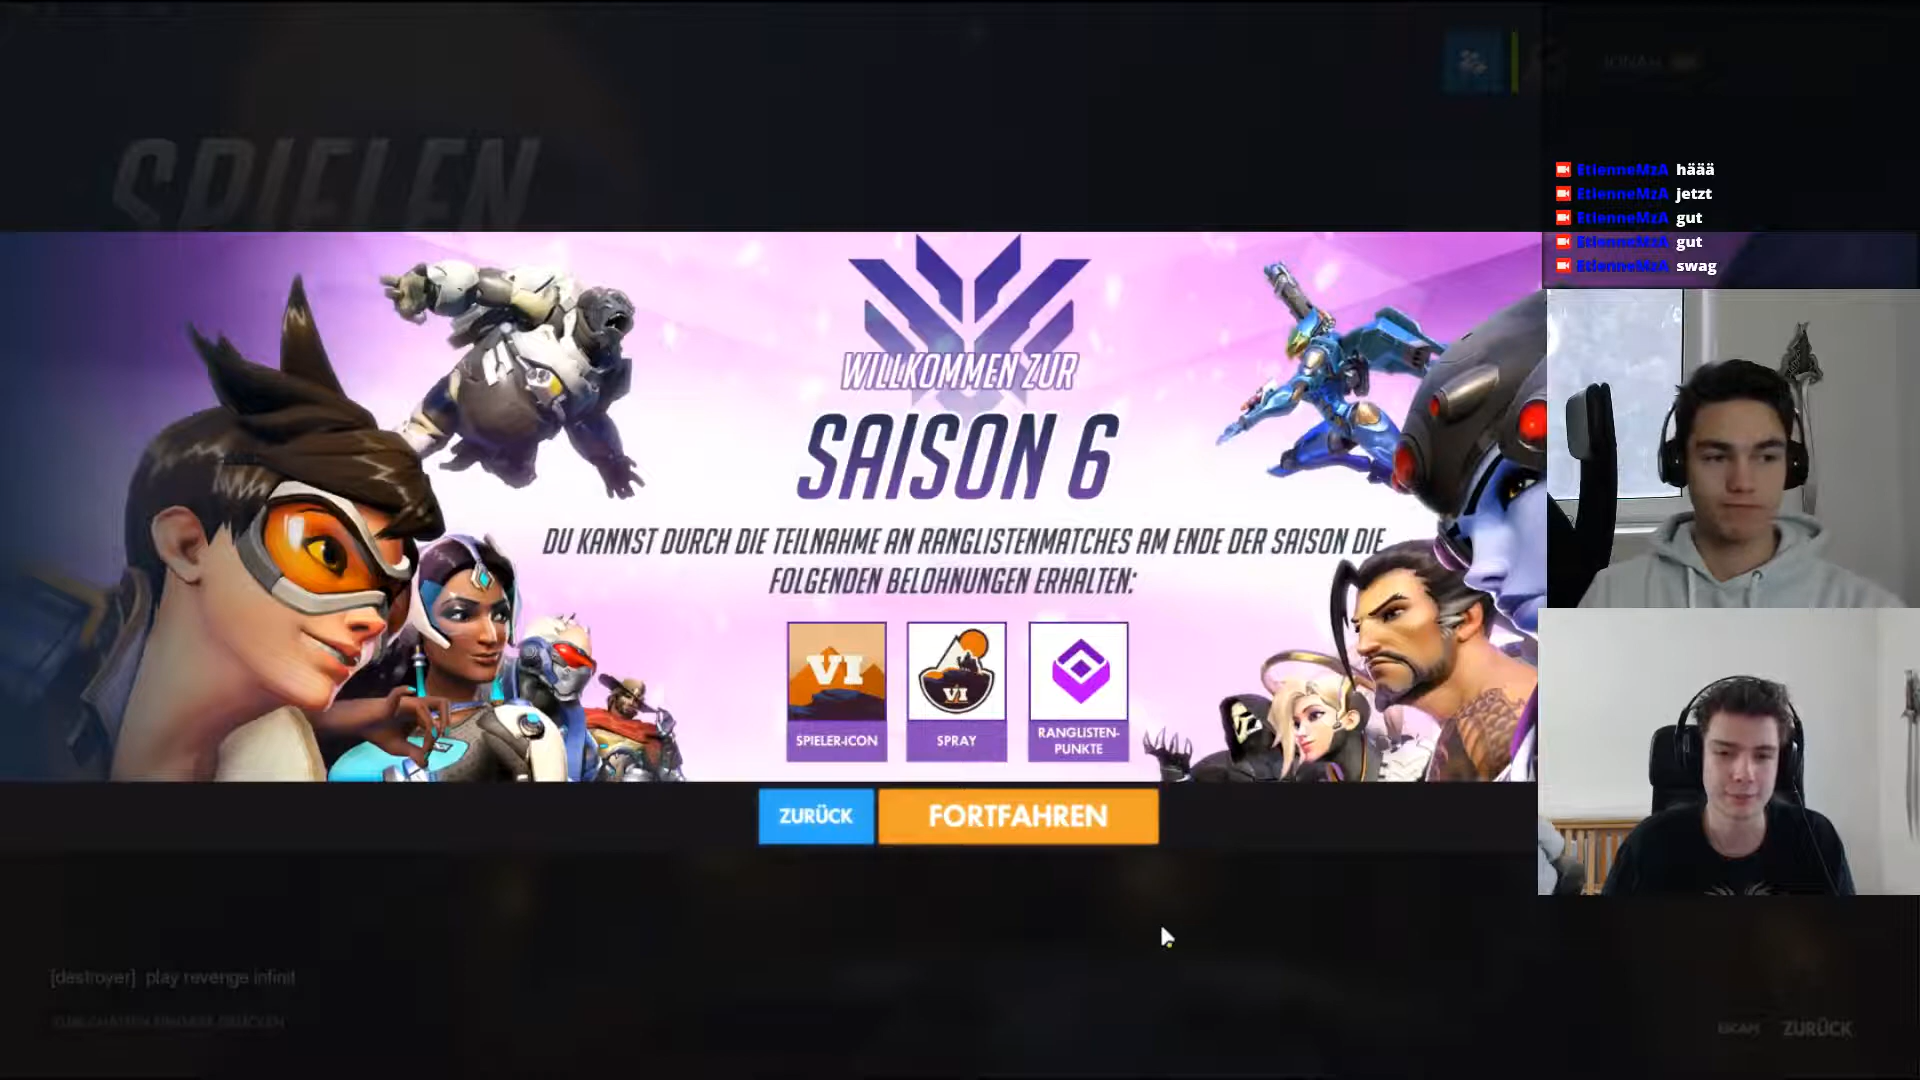 SPIELEN
EtienneMzA häää
EtienneMzA jetzt
EtienneMzA gut
EtienneMzA gut
EtienneMzA swag
WILLKOMMEN ZUR
SAISON 6
DU KANNST DURCH DIE TEILNAHME AN RANGLISTENMATCHES AM ENDE DER SAISON DIE
FOLGENDEN BELOHNUNGEN ERHALTEN:
VI
VI
SPIELER-ICON
SPRAY
RANGLISTEN-
PUNKTE
ZURÜCK
FORTFAHREN
[destroyer] play revenge infinit
ZURÜCK